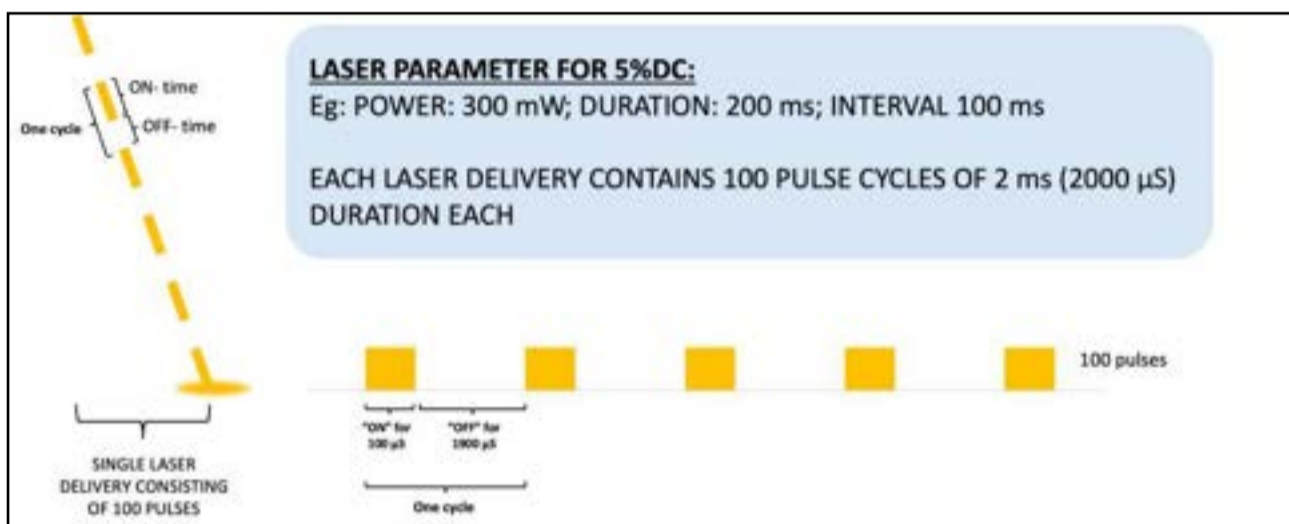 LASER PARAMETER FOR 5%DC:
Eg: POWER: 300 mW; DURATION: 200 ms; INTERVAL 100 ms
EACH LASER DELIVERY CONTAINS 100 PULSE CYCLES OF 2 ms (2000 µS)
DURATION EACH
ON- time
One cycle
OFF- time
100 pulses
"ON" for
100 µS
"OFF" for
1900 µS
One cycle
SINGLE LASER
DELIVERY CONSISTING
OF 100 PULSES